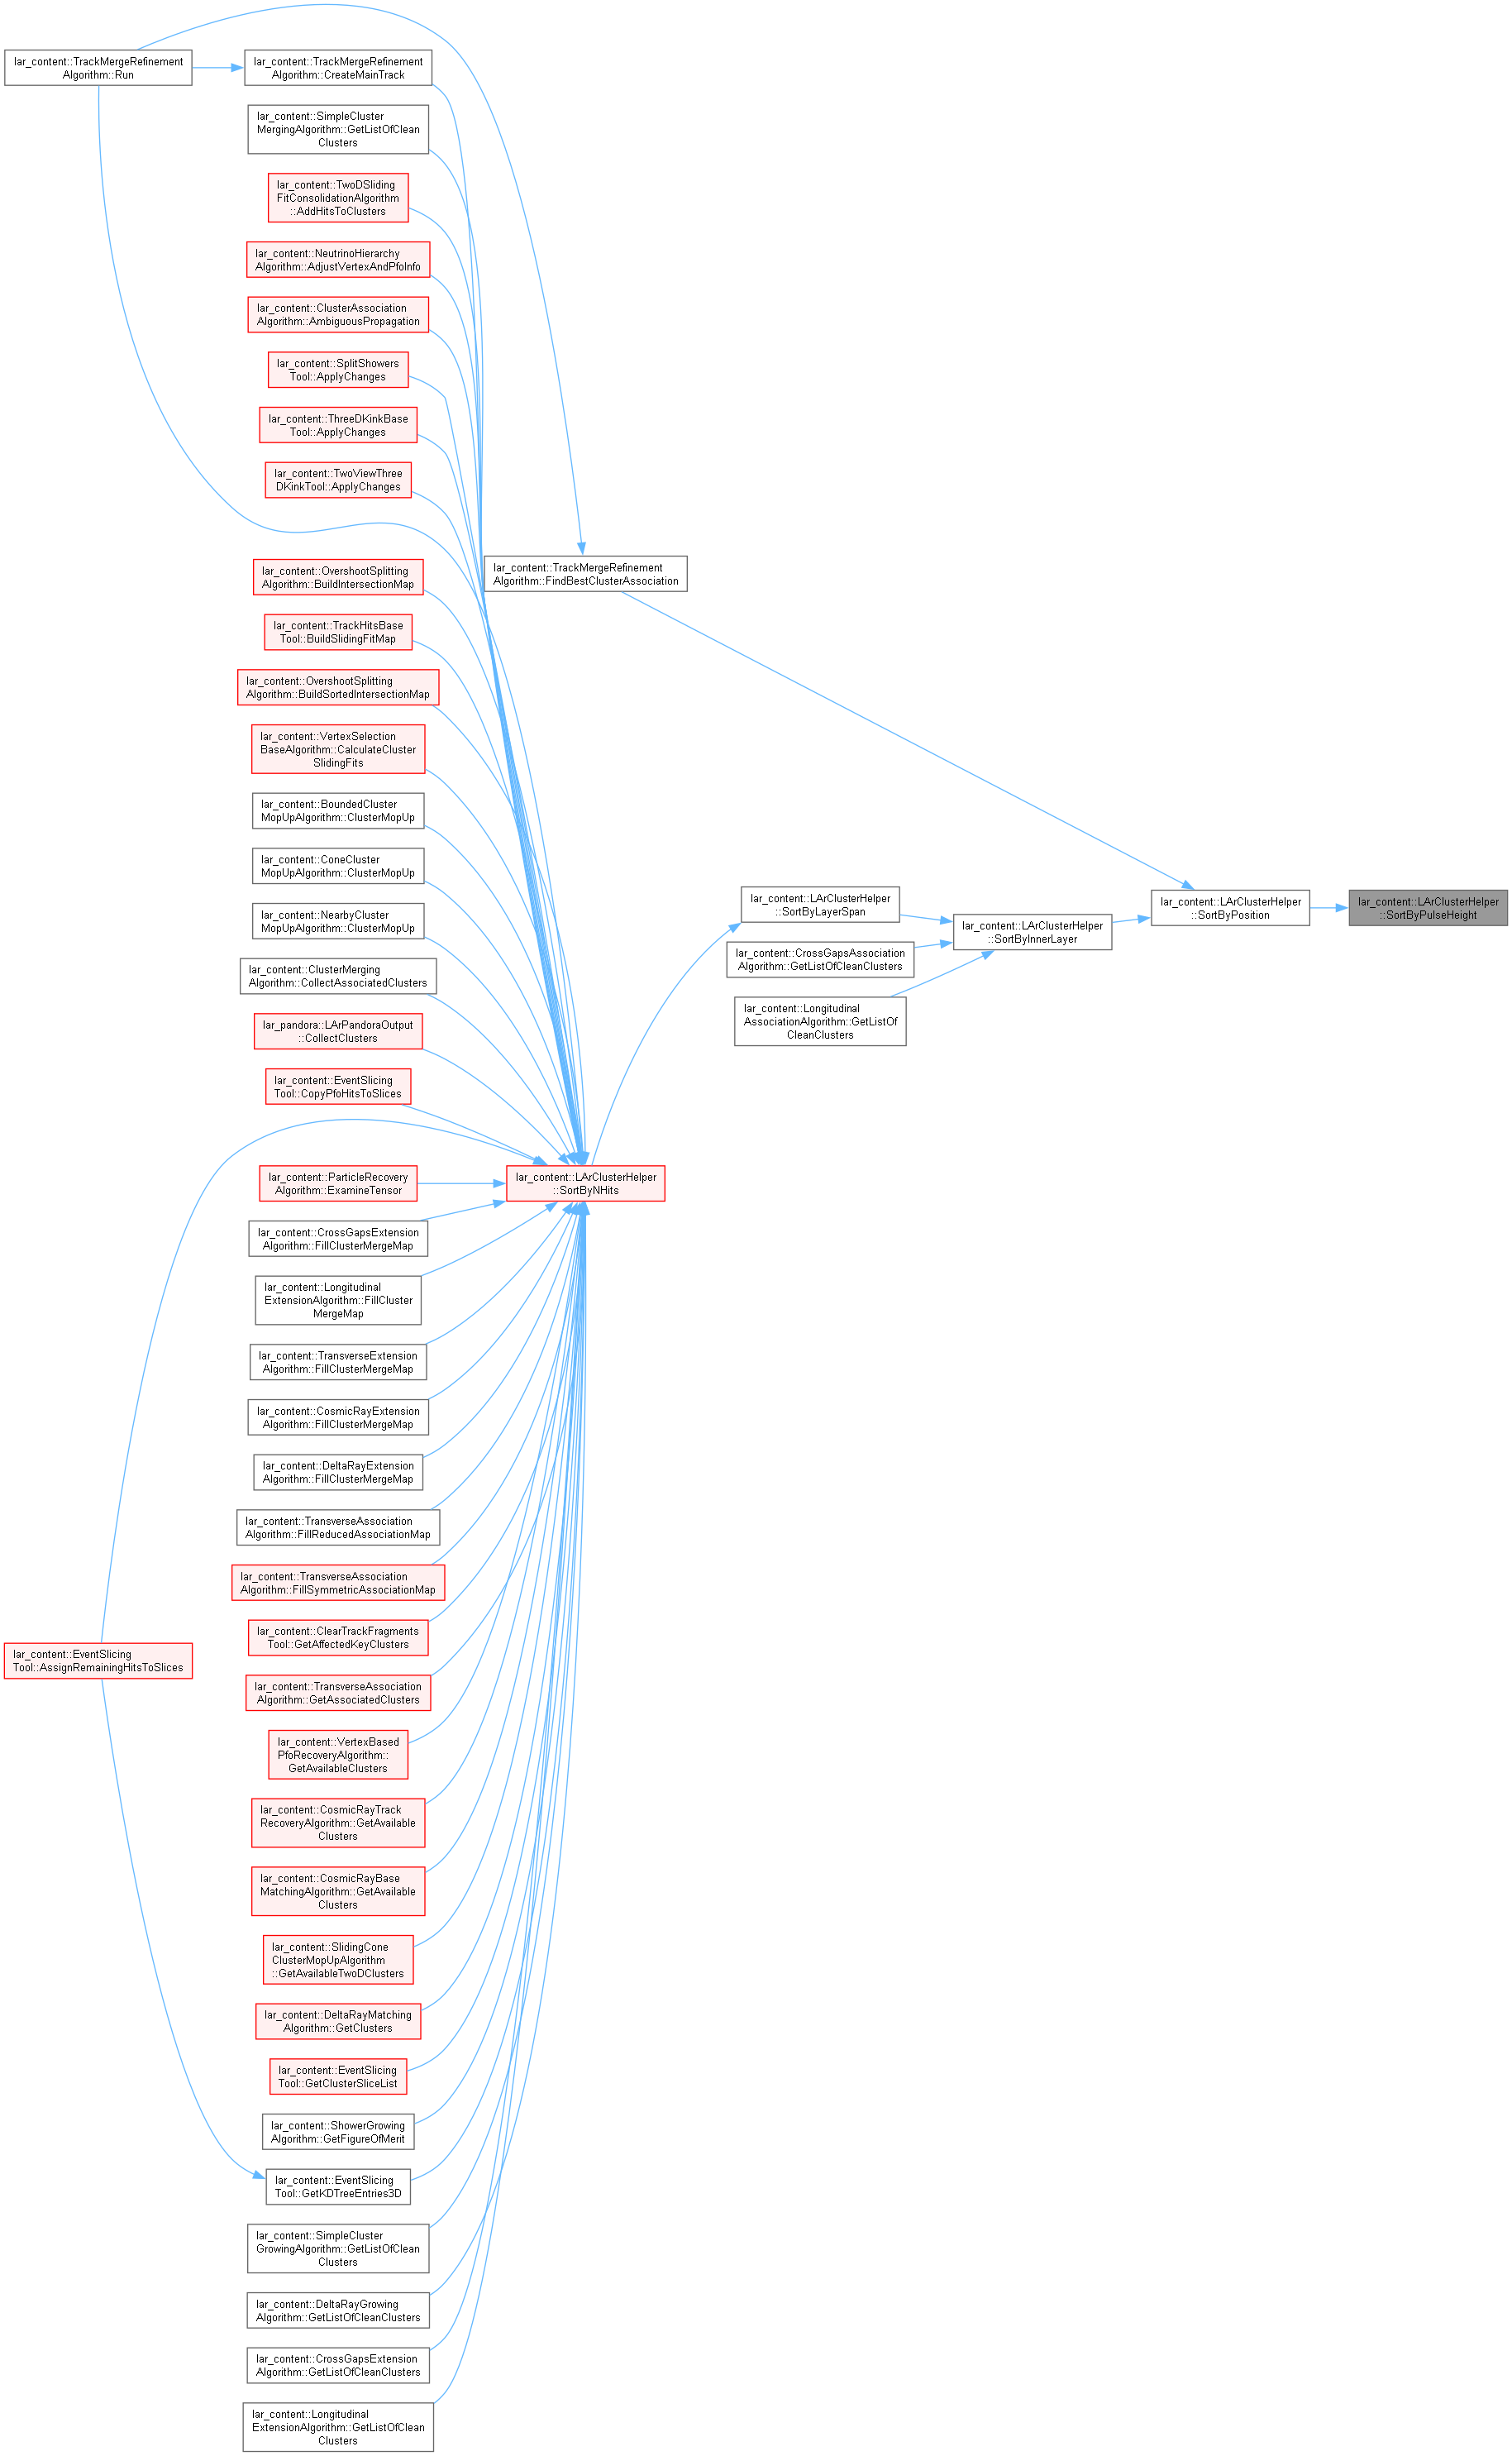 lar_content::TrackMergeRefinement
Algorithm::Run
lar_content::TrackMergeRefinement
Algorithm::CreateMainTrack
lar_content::SimpleCluster
MergingAlgorithm::GetListOfClean
Clusters
lar_content::TwoDSliding
FitConsolidationAlgorithm
::AddHitsToClusters
lar_content::NeutrinoHierarchy
Algorithm::AdjustVertexAndPfoInfo
lar_content::ClusterAssociation
Algorithm::AmbiguousPropagation
lar_content::SplitShowers
Tool::ApplyChanges
lar_content::ThreeDKinkBase
Tool::ApplyChanges
lar_content::TwoViewThree
DKinkTool::ApplyChanges
lar_content::OvershootSplitting
Algorithm::BuildIntersectionMap
lar_content::TrackMergeRefinement
Algorithm::FindBestClusterAssociation
lar_content::TrackHitsBase
Tool::BuildSlidingFitMap
lar_content::OvershootSplitting
Algorithm::BuildSortedIntersectionMap
lar_content::VertexSelection
BaseAlgorithm::CalculateCluster
SlidingFits
lar_content::BoundedCluster
MopUpAlgorithm::ClusterMopUp
lar_content::ConeCluster
MopUpAlgorithm::ClusterMopUp
lar_content::NearbyCluster
MopUpAlgorithm::ClusterMopUp
lar_content::LArClusterHelper
::SortByLayerSpan
lar_content::LArClusterHelper
::SortByInnerLayer
lar_content::LArClusterHelper
::SortByPosition
lar_content::LArClusterHelper
::SortByPulseHeight
lar_content::CrossGapsAssociation
Algorithm::GetListOfCleanClusters
lar_content::Longitudinal
AssociationAlgorithm::GetListOf
CleanClusters
lar_content::ClusterMerging
Algorithm::CollectAssociatedClusters
lar_pandora::LArPandoraOutput
::CollectClusters
lar_content::EventSlicing
Tool::CopyPfoHitsToSlices
lar_content::ParticleRecovery
Algorithm::ExamineTensor
lar_content::LArClusterHelper
::SortByNHits
lar_content::CrossGapsExtension
Algorithm::FillClusterMergeMap
lar_content::Longitudinal
ExtensionAlgorithm::FillCluster
MergeMap
lar_content::TransverseExtension
Algorithm::FillClusterMergeMap
lar_content::CosmicRayExtension
Algorithm::FillClusterMergeMap
lar_content::DeltaRayExtension
Algorithm::FillClusterMergeMap
lar_content::TransverseAssociation
Algorithm::FillReducedAssociationMap
lar_content::TransverseAssociation
Algorithm::FillSymmetricAssociationMap
lar_content::ClearTrackFragments
Tool::GetAffectedKeyClusters
lar_content::EventSlicing
Tool::AssignRemainingHitsToSlices
lar_content::TransverseAssociation
Algorithm::GetAssociatedClusters
lar_content::VertexBased
PfoRecoveryAlgorithm::
GetAvailableClusters
lar_content::CosmicRayTrack
RecoveryAlgorithm::GetAvailable
Clusters
lar_content::CosmicRayBase
MatchingAlgorithm::GetAvailable
Clusters
lar_content::SlidingCone
ClusterMopUpAlgorithm
::GetAvailableTwoDClusters
lar_content::DeltaRayMatching
Algorithm::GetClusters
lar_content::EventSlicing
Tool::GetClusterSliceList
lar_content::ShowerGrowing
Algorithm::GetFigureOfMerit
lar_content::EventSlicing
Tool::GetKDTreeEntries3D
lar_content::SimpleCluster
GrowingAlgorithm::GetListOfClean
Clusters
lar_content::DeltaRayGrowing
Algorithm::GetListOfCleanClusters
lar_content::CrossGapsExtension
Algorithm::GetListOfCleanClusters
lar_content::Longitudinal
ExtensionAlgorithm::GetListOfClean
Clusters